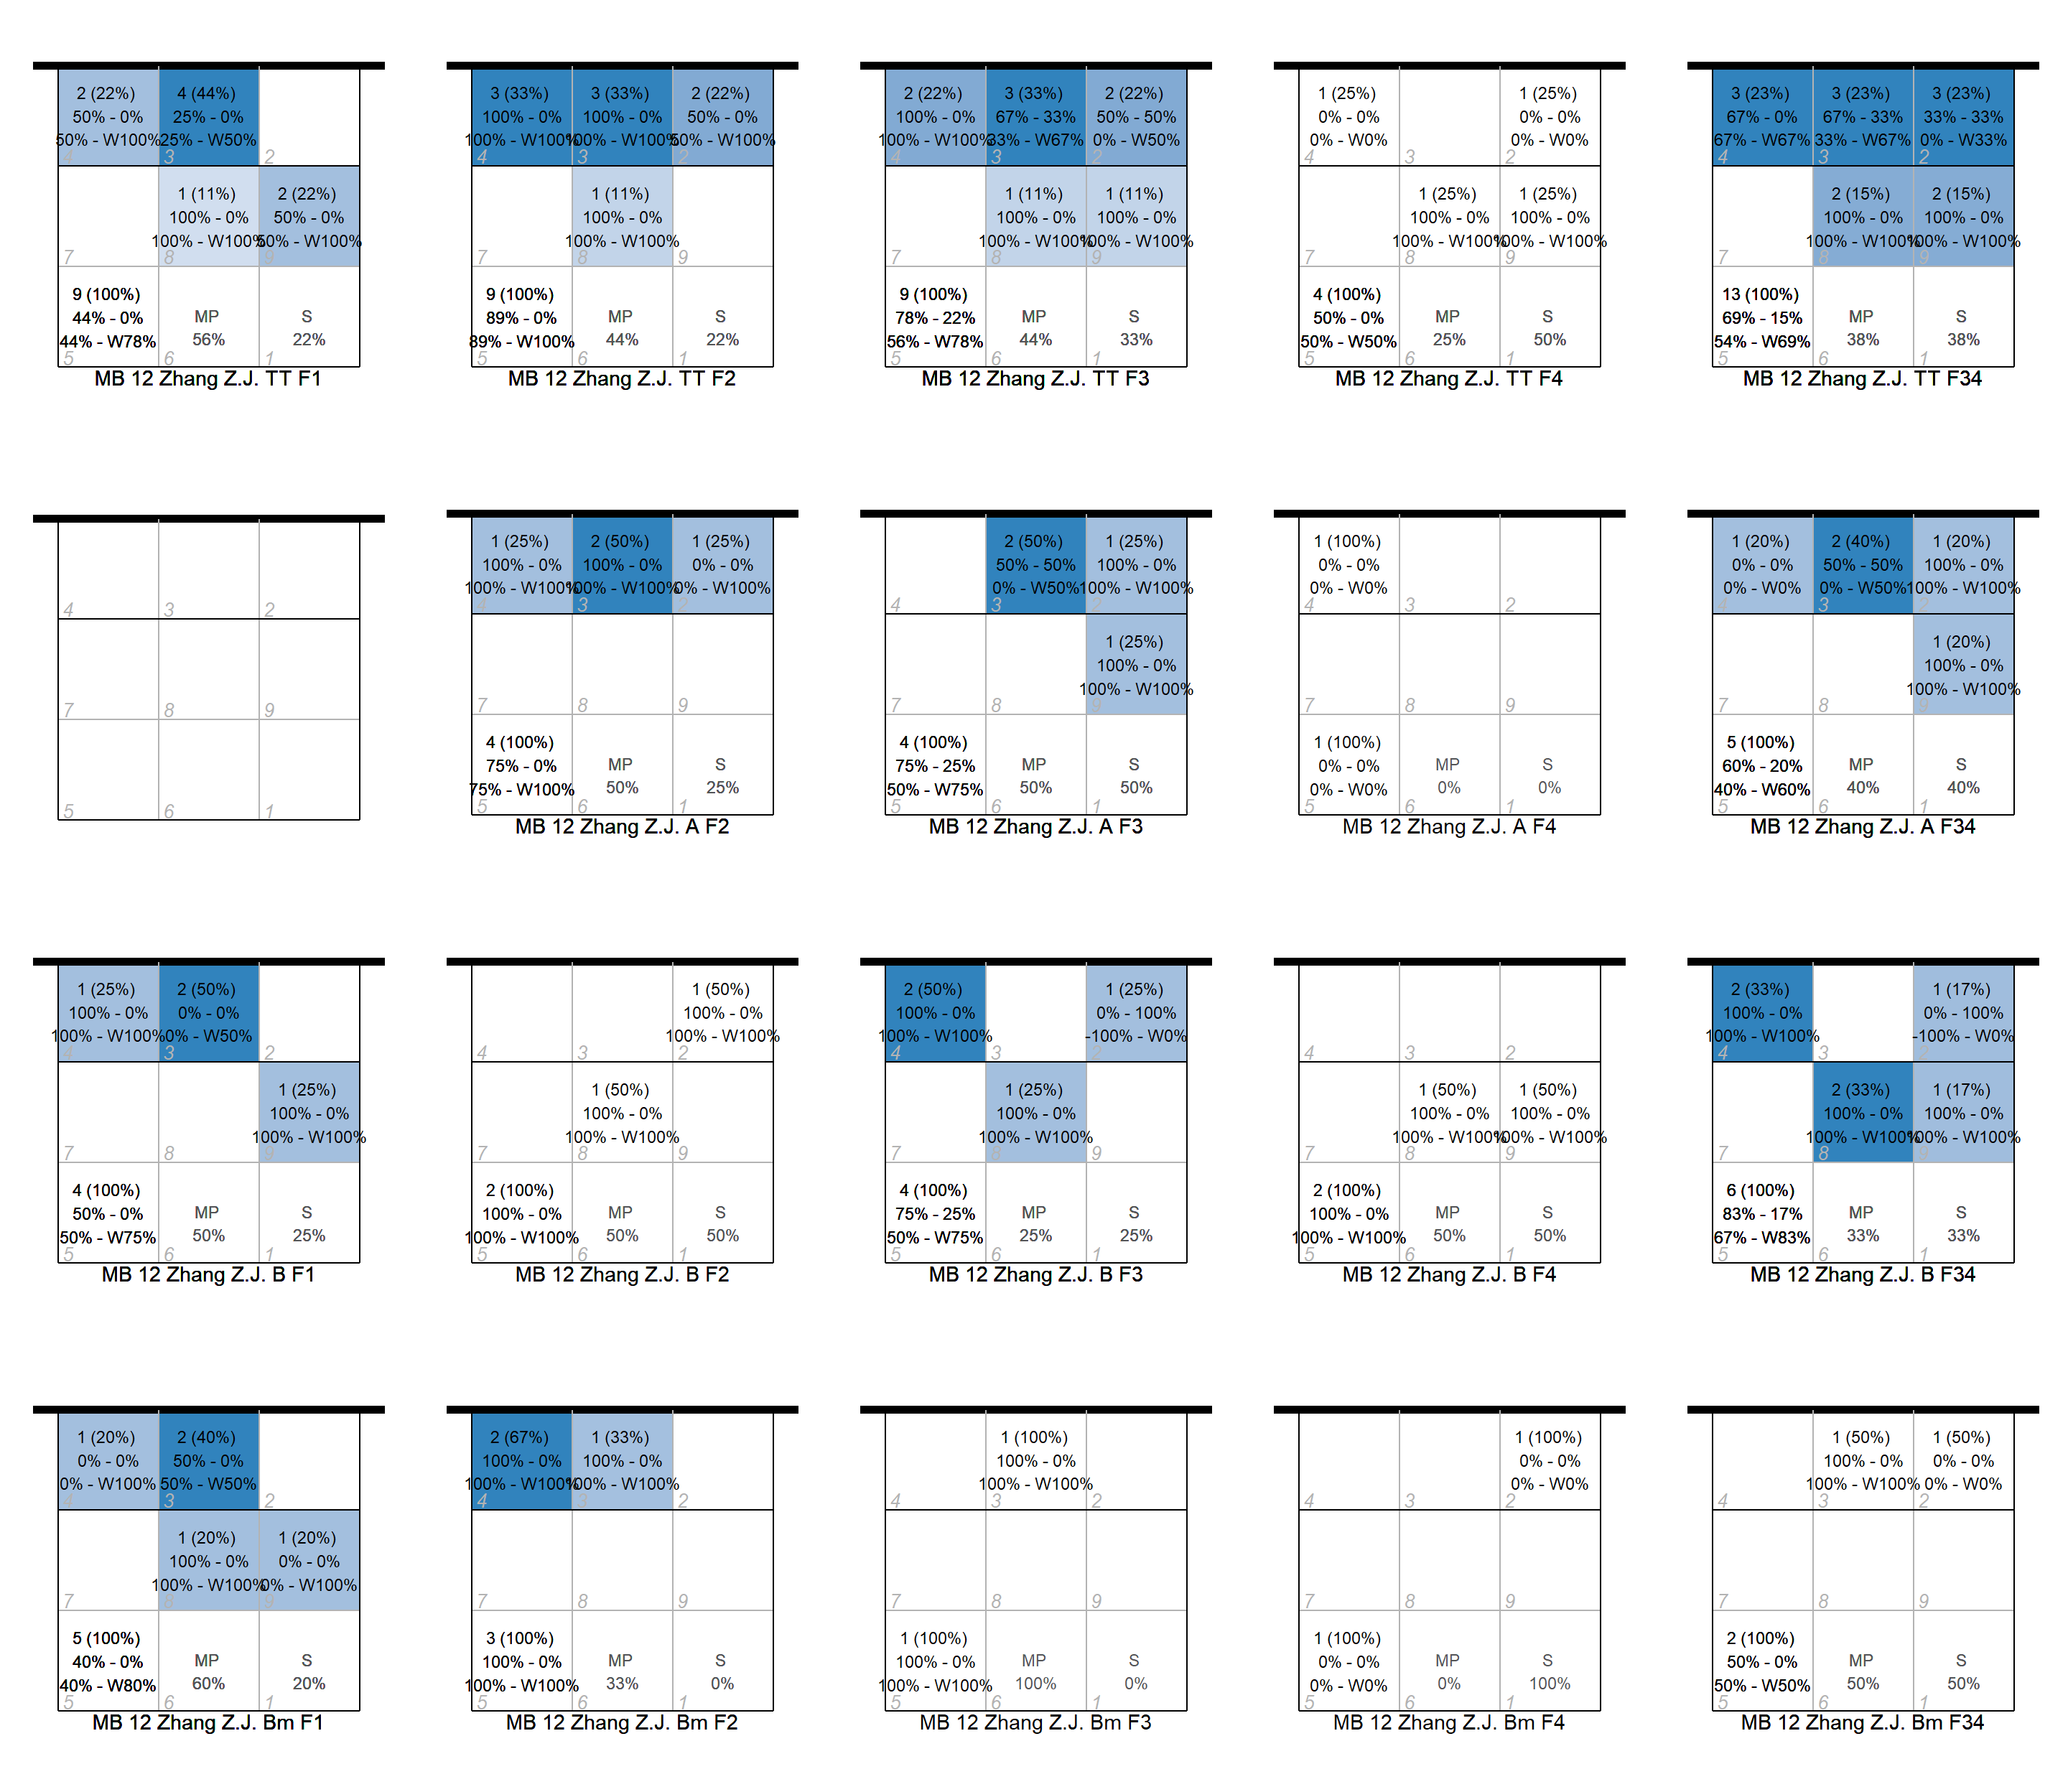 2 (22%)
50% - 0%
50% - W100%
4
4 (44%)
25% - 0%
25% - W50%
3
2
7
1 (11%)
100% - 0%
100% - W100%
8
2 (22%)
50% - 0%
50% - W100%
9
9 (100%)
44% - 0%
44% - W78%
5
MP
56%
6
S
22%
1
MB 12 Zhang Z.J. TT F1
3 (33%)
100% - 0%
100% - W100%
4
3 (33%)
100% - 0%
100% - W100%
3
2 (22%)
50% - 0%
50% - W100%
2
7
1 (11%)
100% - 0%
100% - W100%
8
9
9 (100%)
89% - 0%
89% - W100%
5
MP
44%
6
S
22%
1
MB 12 Zhang Z.J. TT F2
2 (22%)
100% - 0%
100% - W100%
4
3 (33%)
67% - 33%
33% - W67%
3
2 (22%)
50% - 50%
0% - W50%
2
7
1 (11%)
100% - 0%
100% - W100%
8
1 (11%)
100% - 0%
100% - W100%
9
9 (100%)
78% - 22%
56% - W78%
5
MP
44%
6
S
33%
1
MB 12 Zhang Z.J. TT F3
1 (25%)
0% - 0%
0% - W0%
4
3
1 (25%)
0% - 0%
0% - W0%
2
7
1 (25%)
100% - 0%
100% - W100%
8
1 (25%)
100% - 0%
100% - W100%
9
4 (100%)
50% - 0%
50% - W50%
5
MP
25%
6
S
50%
1
MB 12 Zhang Z.J. TT F4
3 (23%)
67% - 0%
67% - W67%
4
3 (23%)
67% - 33%
33% - W67%
3
3 (23%)
33% - 33%
0% - W33%
2
7
2 (15%)
100% - 0%
100% - W100%
8
2 (15%)
100% - 0%
100% - W100%
9
13 (100%)
69% - 15%
54% - W69%
5
MP
38%
6
S
38%
1
MB 12 Zhang Z.J. TT F34
4
3
2
7
8
9
5
6
1
1 (25%)
100% - 0%
100% - W100%
4
2 (50%)
100% - 0%
100% - W100%
3
1 (25%)
0% - 0%
0% - W100%
2
7
8
9
4 (100%)
75% - 0%
75% - W100%
5
MP
50%
6
S
25%
1
MB 12 Zhang Z.J. A F2
4
2 (50%)
50% - 50%
0% - W50%
3
1 (25%)
100% - 0%
100% - W100%
2
7
8
1 (25%)
100% - 0%
100% - W100%
9
4 (100%)
75% - 25%
50% - W75%
5
MP
50%
6
S
50%
1
MB 12 Zhang Z.J. A F3
1 (100%)
0% - 0%
0% - W0%
4
3
2
7
8
9
1 (100%)
0% - 0%
0% - W0%
5
MP
0%
6
S
0%
1
MB 12 Zhang Z.J. A F4
1 (20%)
0% - 0%
0% - W0%
4
2 (40%)
50% - 50%
0% - W50%
3
1 (20%)
100% - 0%
100% - W100%
2
7
8
1 (20%)
100% - 0%
100% - W100%
9
5 (100%)
60% - 20%
40% - W60%
5
MP
40%
6
S
40%
1
MB 12 Zhang Z.J. A F34
1 (25%)
100% - 0%
100% - W100%
4
2 (50%)
0% - 0%
0% - W50%
3
2
7
8
1 (25%)
100% - 0%
100% - W100%
9
4 (100%)
50% - 0%
50% - W75%
5
MP
50%
6
S
25%
1
MB 12 Zhang Z.J. B F1
4
3
1 (50%)
100% - 0%
100% - W100%
2
7
1 (50%)
100% - 0%
100% - W100%
8
9
2 (100%)
100% - 0%
100% - W100%
5
MP
50%
6
S
50%
1
MB 12 Zhang Z.J. B F2
2 (50%)
100% - 0%
100% - W100%
4
3
1 (25%)
0% - 100%
-100% - W0%
2
7
1 (25%)
100% - 0%
100% - W100%
8
9
4 (100%)
75% - 25%
50% - W75%
5
MP
25%
6
S
25%
1
MB 12 Zhang Z.J. B F3
4
3
2
7
1 (50%)
100% - 0%
100% - W100%
8
1 (50%)
100% - 0%
100% - W100%
9
2 (100%)
100% - 0%
100% - W100%
5
MP
50%
6
S
50%
1
MB 12 Zhang Z.J. B F4
2 (33%)
100% - 0%
100% - W100%
4
3
1 (17%)
0% - 100%
-100% - W0%
2
7
2 (33%)
100% - 0%
100% - W100%
8
1 (17%)
100% - 0%
100% - W100%
9
6 (100%)
83% - 17%
67% - W83%
5
MP
33%
6
S
33%
1
MB 12 Zhang Z.J. B F34
1 (20%)
0% - 0%
0% - W100%
4
2 (40%)
50% - 0%
50% - W50%
3
2
7
1 (20%)
100% - 0%
100% - W100%
8
1 (20%)
0% - 0%
0% - W100%
9
5 (100%)
40% - 0%
40% - W80%
5
MP
60%
6
S
20%
1
MB 12 Zhang Z.J. Bm F1
2 (67%)
100% - 0%
100% - W100%
4
1 (33%)
100% - 0%
100% - W100%
3
2
7
8
9
3 (100%)
100% - 0%
100% - W100%
5
MP
33%
6
S
0%
1
MB 12 Zhang Z.J. Bm F2
4
1 (100%)
100% - 0%
100% - W100%
3
2
7
8
9
1 (100%)
100% - 0%
100% - W100%
5
MP
100%
6
S
0%
1
MB 12 Zhang Z.J. Bm F3
4
3
1 (100%)
0% - 0%
0% - W0%
2
7
8
9
1 (100%)
0% - 0%
0% - W0%
5
MP
0%
6
S
100%
1
MB 12 Zhang Z.J. Bm F4
4
1 (50%)
100% - 0%
100% - W100%
3
1 (50%)
0% - 0%
0% - W0%
2
7
8
9
2 (100%)
50% - 0%
50% - W50%
5
MP
50%
6
S
50%
1
MB 12 Zhang Z.J. Bm F34